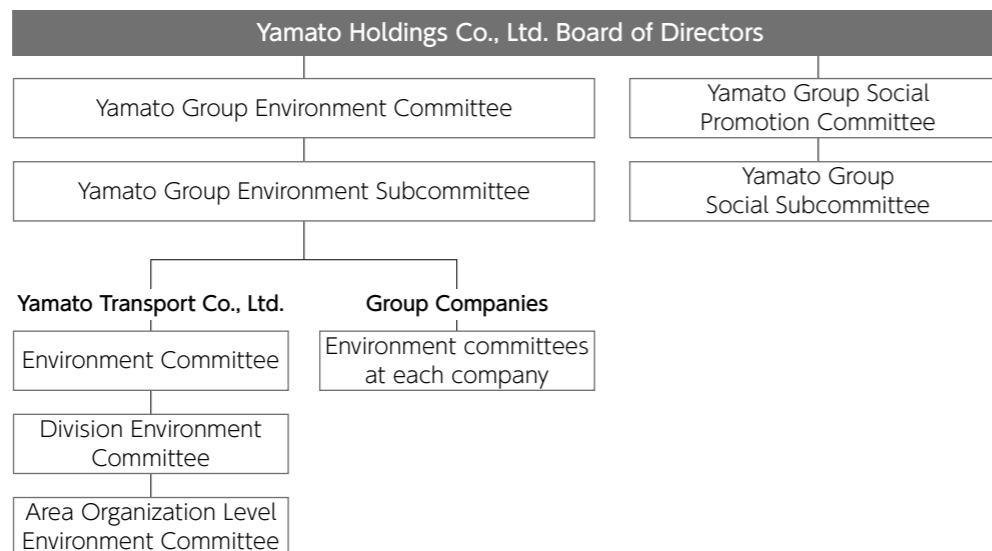 Yamato Holdings Co., Ltd. Board of Directors
Yamato Group Environment Committee
Yamato Group Social
Promotion Committee
Yamato Group Environment Subcommittee
Yamato Group
Social Subcommittee
Yamato Transport Co., Ltd.
Group Companies
Environment Committee
Environment committees
at each company
Division Environment
Committee
Area Organization Level
Environment Committee